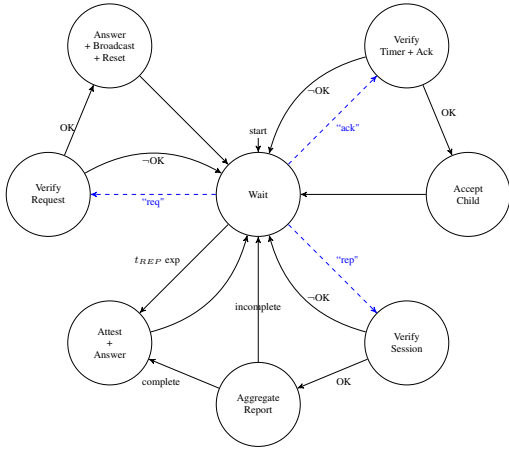 Answer
+ Broadcast
+ Reset
Verify
Timer + Ack
OK
¬OK
"ack"
OK
start
¬OK
Verify
Request
"req"
Wait
Accept
Child
t_REP exp
"rep"
¬OK
incomplete
Attest
+
Answer
Verify
Session
complete
OK
Aggregate
Report